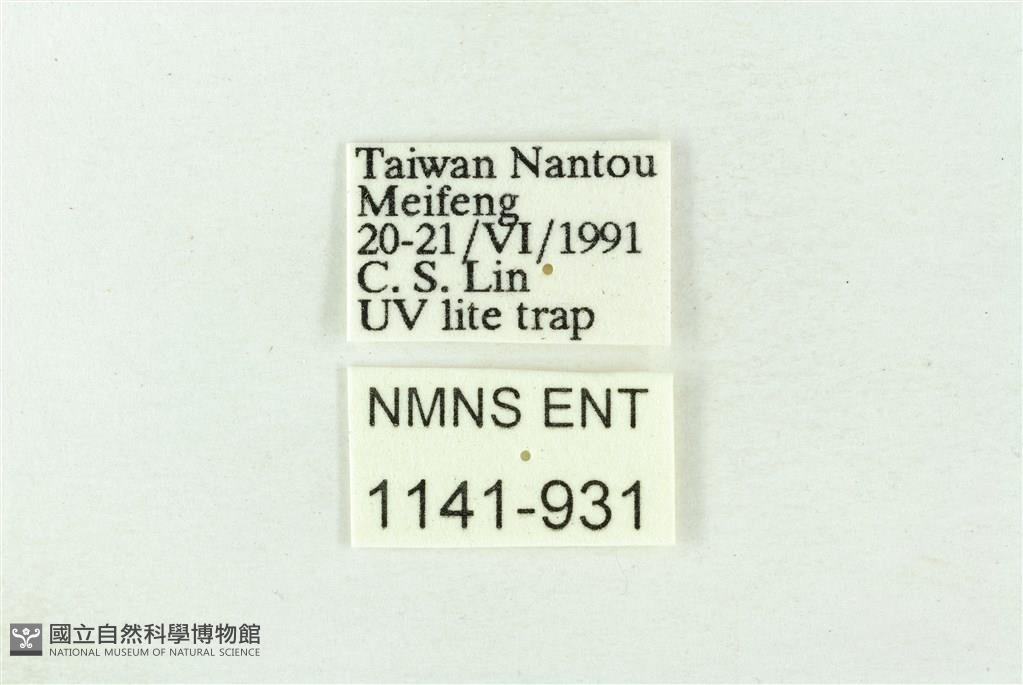 Taiwan Nantou
Meifeng
20-21/VI/1991
C. S. Lin
UV lite trap
NMNS ENT
1141-931
國立自然科學博物館
NATIONAL MUSEUM OF NATURAL SCIENCE